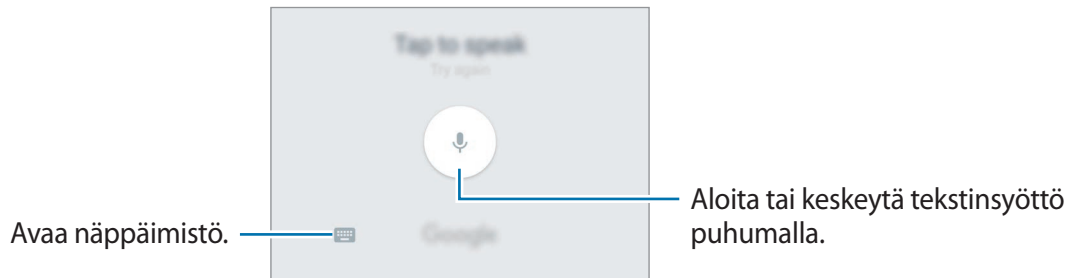 Tap to speak
Try again
Avaa näppäimistö.
Google
Aloita tai keskeytä tekstinsyöttö
puhumalla.